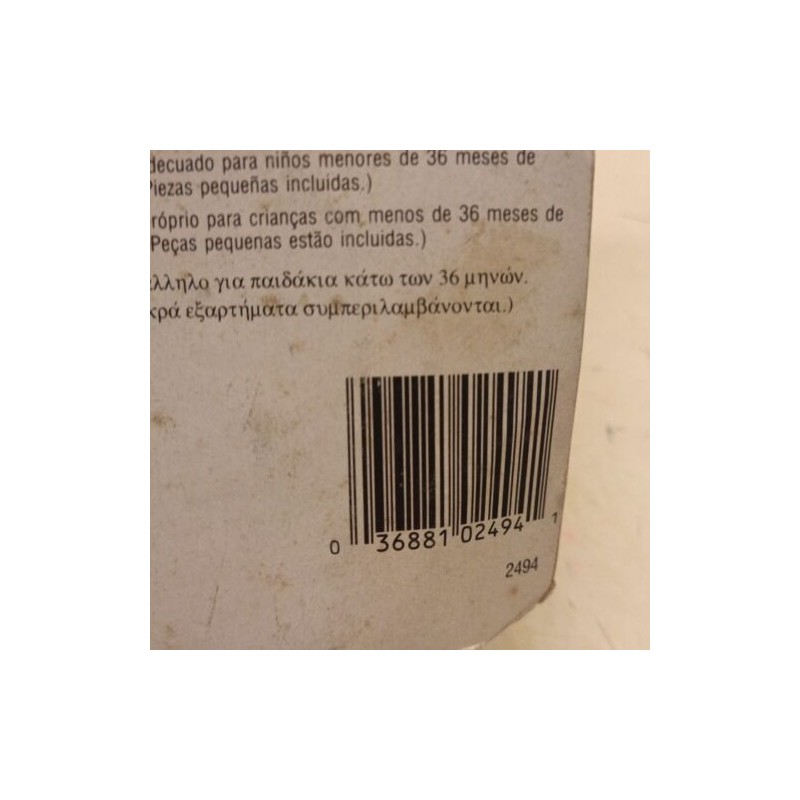 decuado para niños menores de 36 meses de
Piezas pequeñas incluidas.)
róprio para crianças com menos de 36 meses de
Peças pequenas estão incluidas.)
λληλο για παιδάκια κάτω των 36 μηνών.
κρά εξαρτήματα συμπεριλαμβάνονται.)
0 36881 02494 1
2494